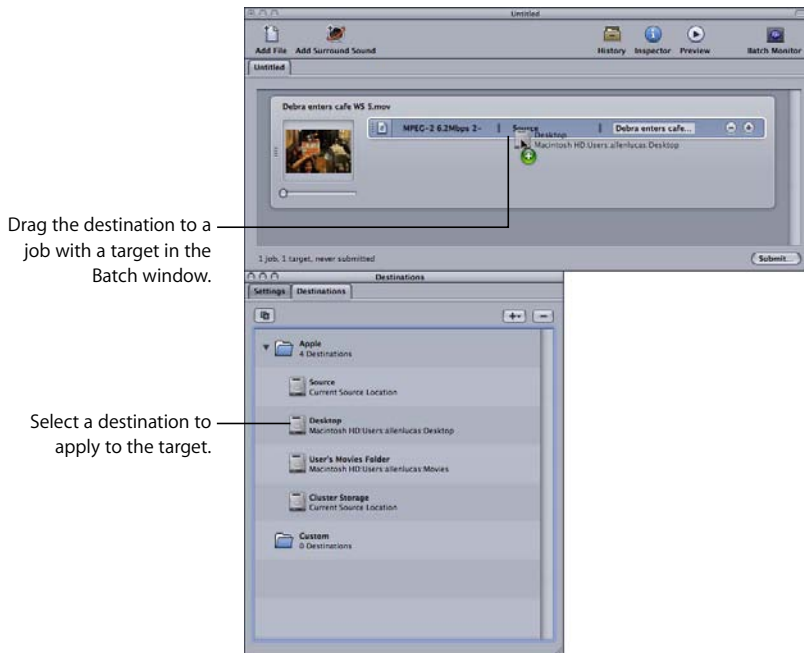 Untitled
Add File Add Surround Sound History Inspector Preview Batch Monitor
Untitled
Debra enters cafe WS 5.mov
MPEG-2 6.2Mbps 2- Source Debra enters cafe...
Desktop
Macintosh HD:Users:allenlucas:Desktop
Drag the destination to a
job with a target in the
Batch window.
1 job, 1 target, never submitted Submit...
Destinations
Settings Destinations
Apple
4 Destinations
Source
Current Source Location
Select a destination to
apply to the target.
Desktop
Macintosh HD:Users:allenlucas:Desktop
User's Movies Folder
Macintosh HD:Users:allenlucas:Movies
Cluster Storage
Current Source Location
Custom
0 Destinations